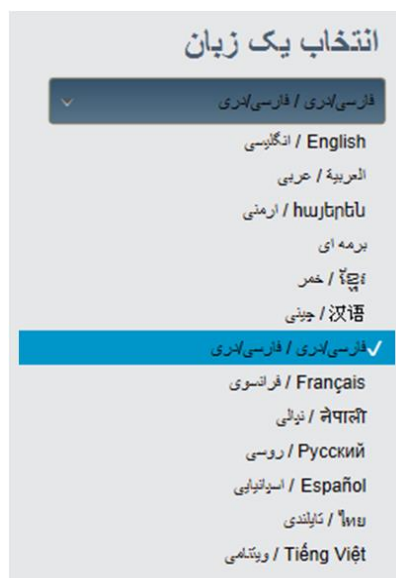 انتخاب یک زبان
فارسی/دری / فارسی/دری
English / انگلیسی
العربية / عربی
հայերեն / ارمنی
برمه ای
ខ្មែរ / خمر
汉语 / چینی
فارسی/دری / فارسی/دری
Français / فرانسوی
नेपाली / نپالی
Русский / روسی
Español / اسپانیایی
ไทย / تایلندی
Tiếng Việt / ویتنامی